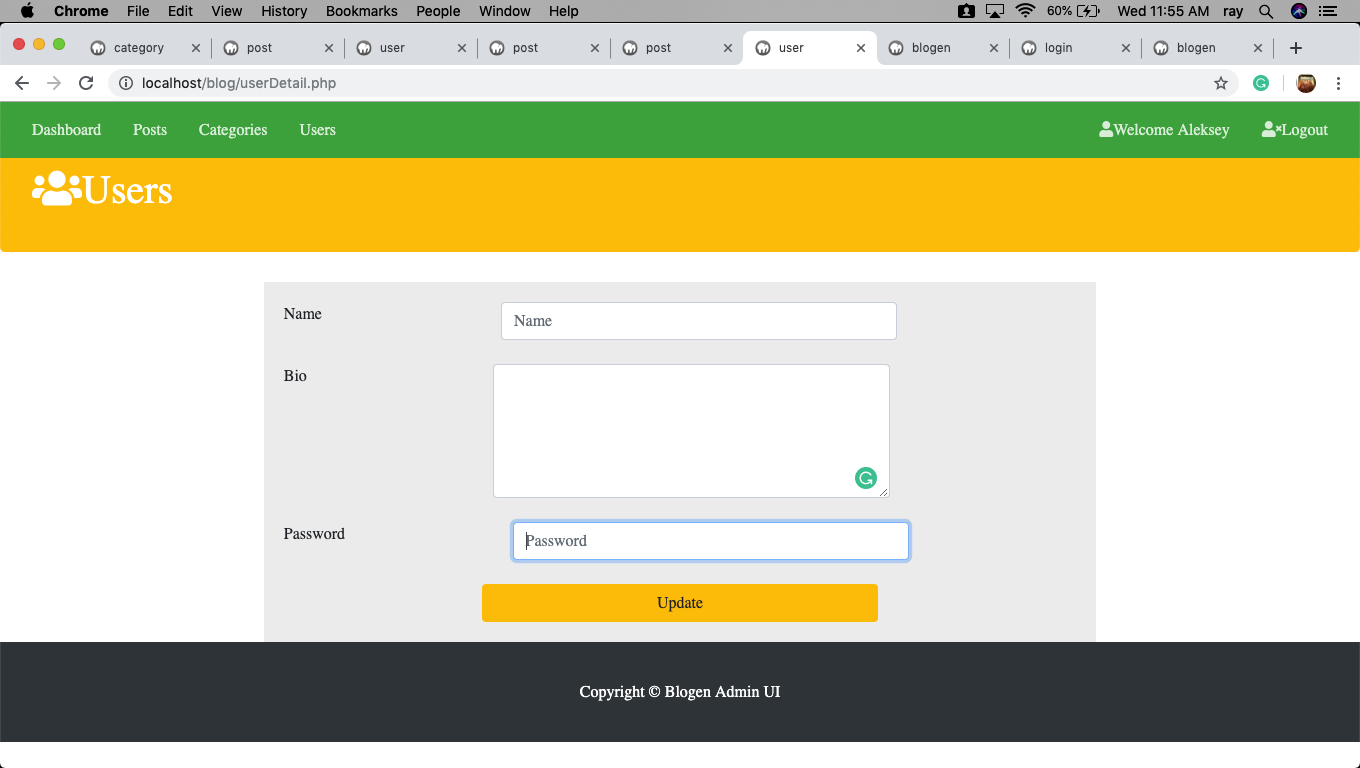 Chrome File Edit View History Bookmarks People Window Help 60% Wed 11:55 AM ray
category post user post post user blogen login blogen
localhost/blog/userDetail.php
Dashboard Posts Categories Users Welcome Aleksey Logout
Users
Name Name
Bio
Password Password
Update
Copyright © Blogen Admin UI